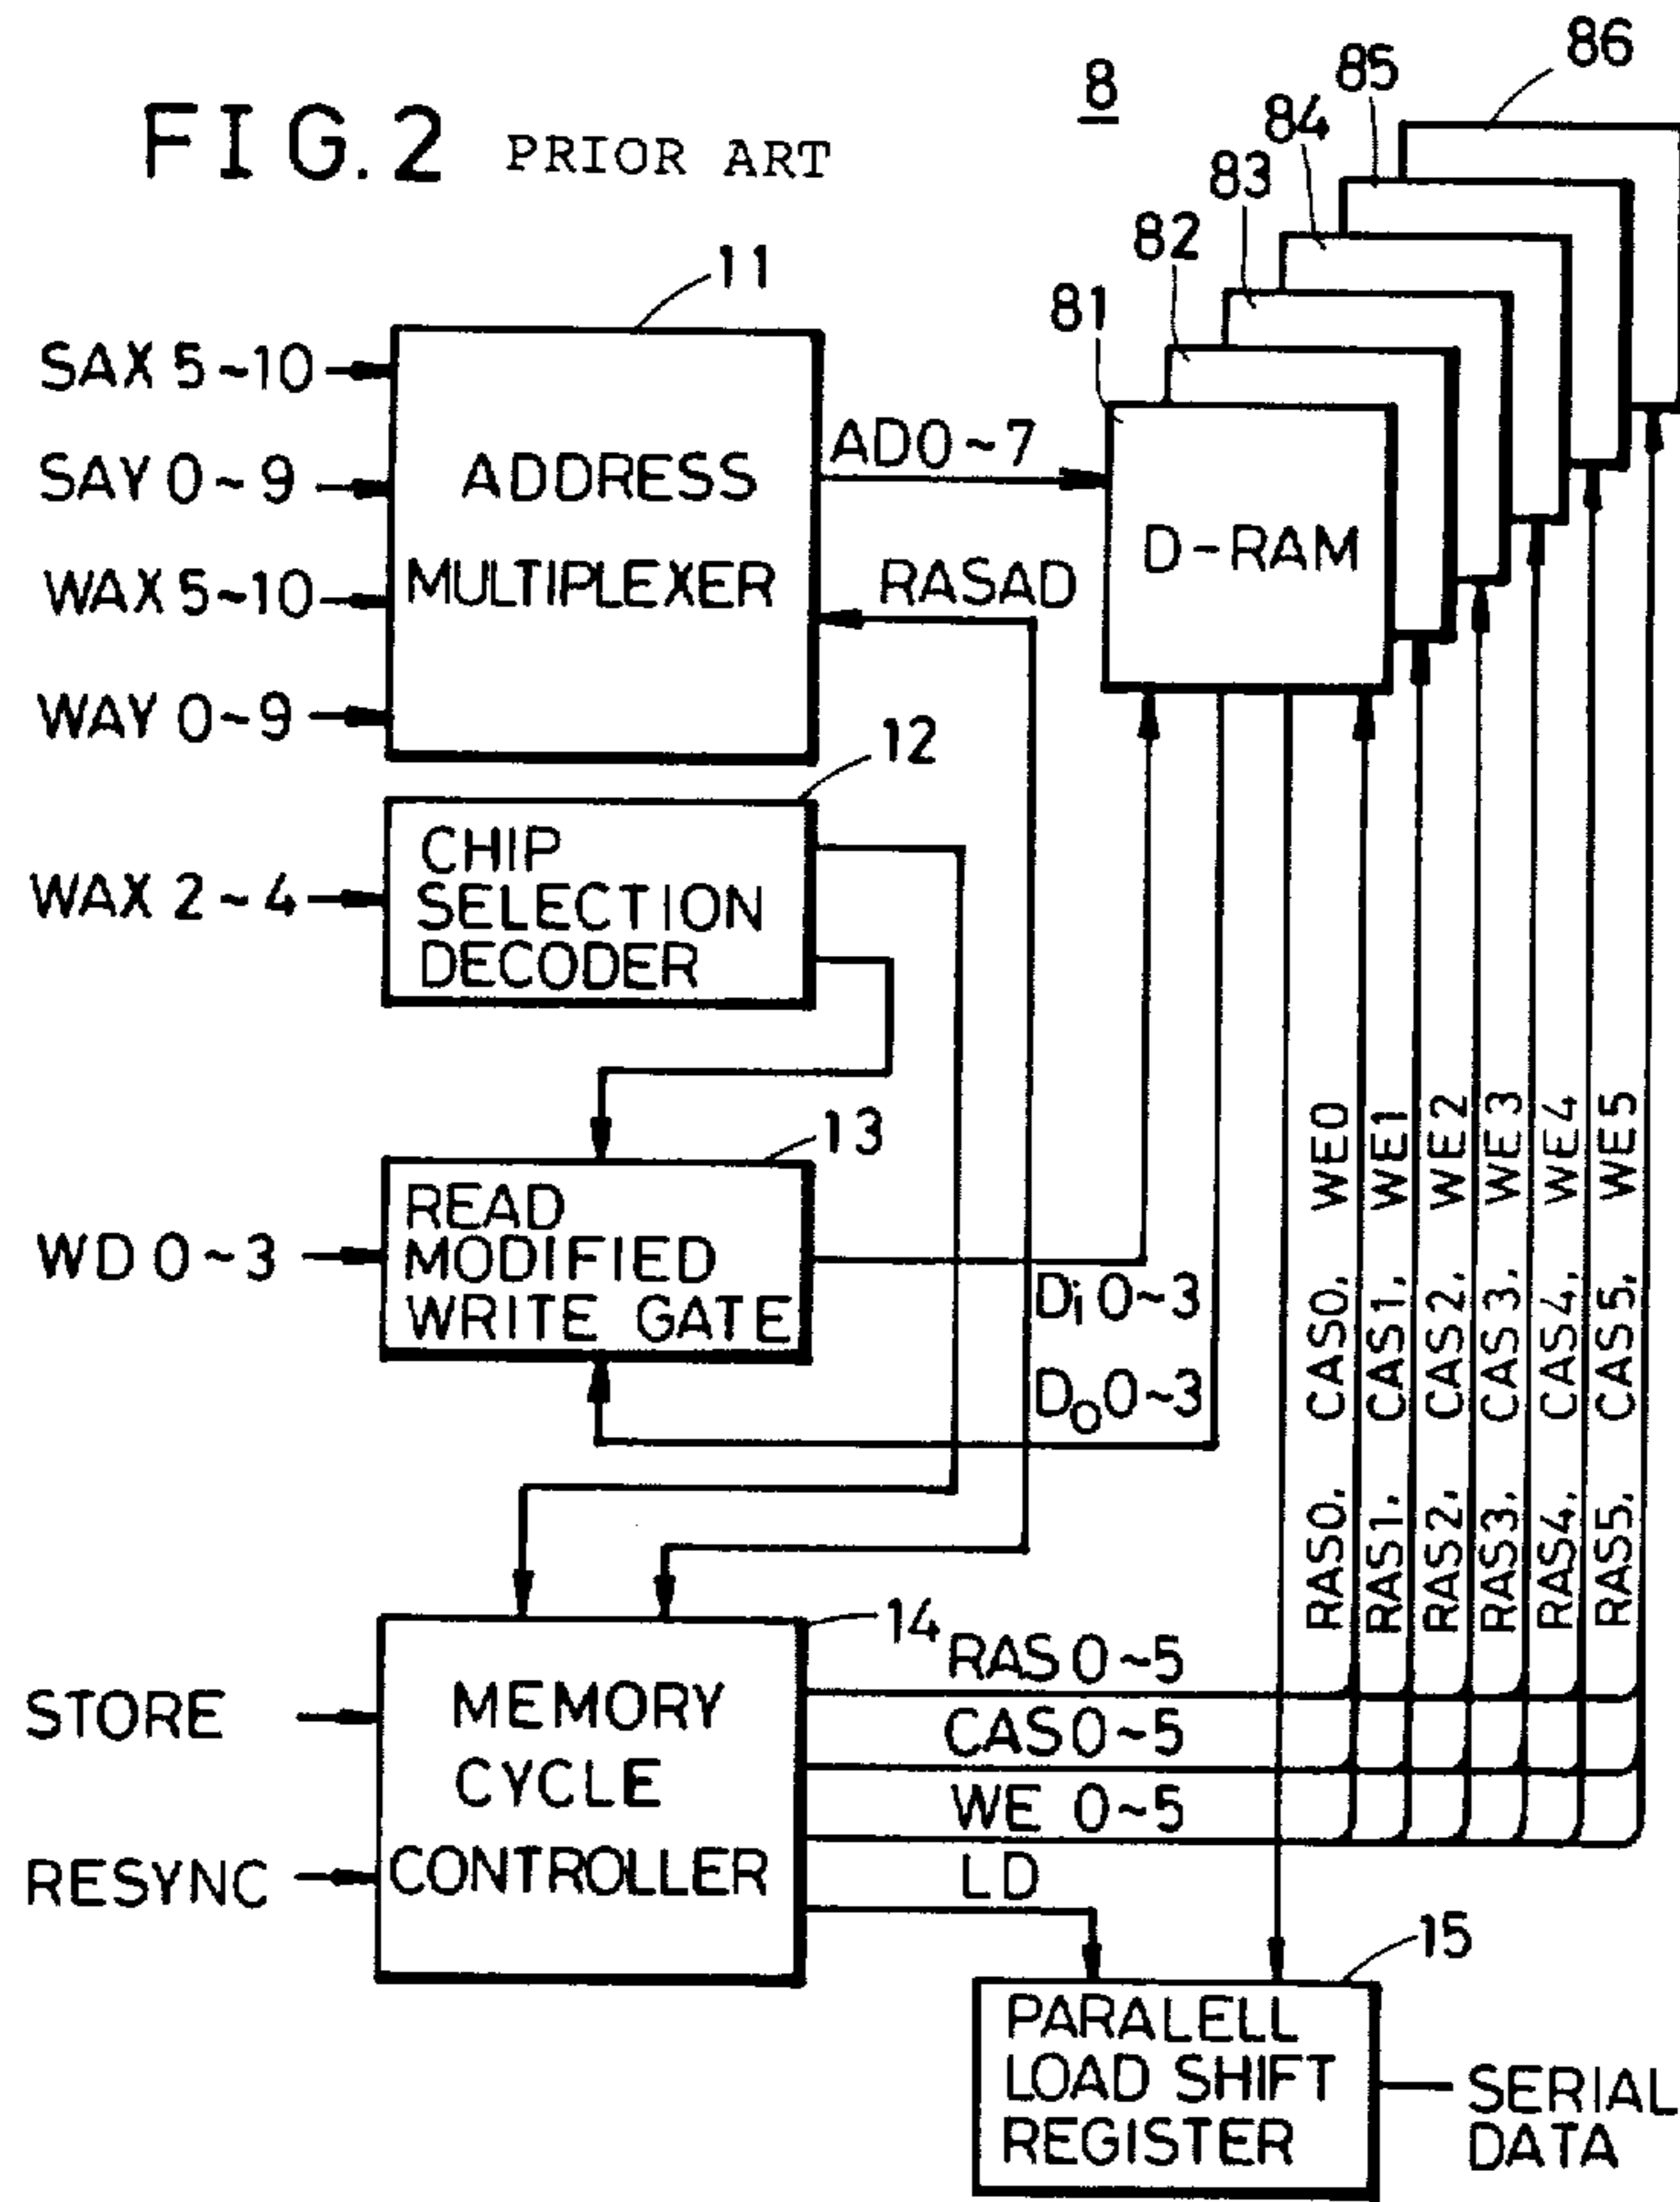 FIG.2 PRIOR ART
8
86
85
84
83
82
81
11
SAX 5~10
SAY 0~9
WAX 5~10
WAY 0~9
ADDRESS
MULTIPLEXER
AD0~7
RASAD
D-RAM
12
WAX 2~4
CHIP
SELECTION
DECODER
13
WD 0~3
READ
MODIFIED
WRITE GATE
Di 0~3
Do 0~3
RAS0, CAS0, WE0
RAS1, CAS1, WE1
RAS2, CAS2, WE2
RAS3, CAS3, WE3
RAS4, CAS4, WE4
RAS5, CAS5, WE5
14
STORE
RESYNC
MEMORY
CYCLE
CONTROLLER
RAS 0~5
CAS 0~5
WE 0~5
LD
15
PARALELL
LOAD SHIFT
REGISTER
SERIAL
DATA